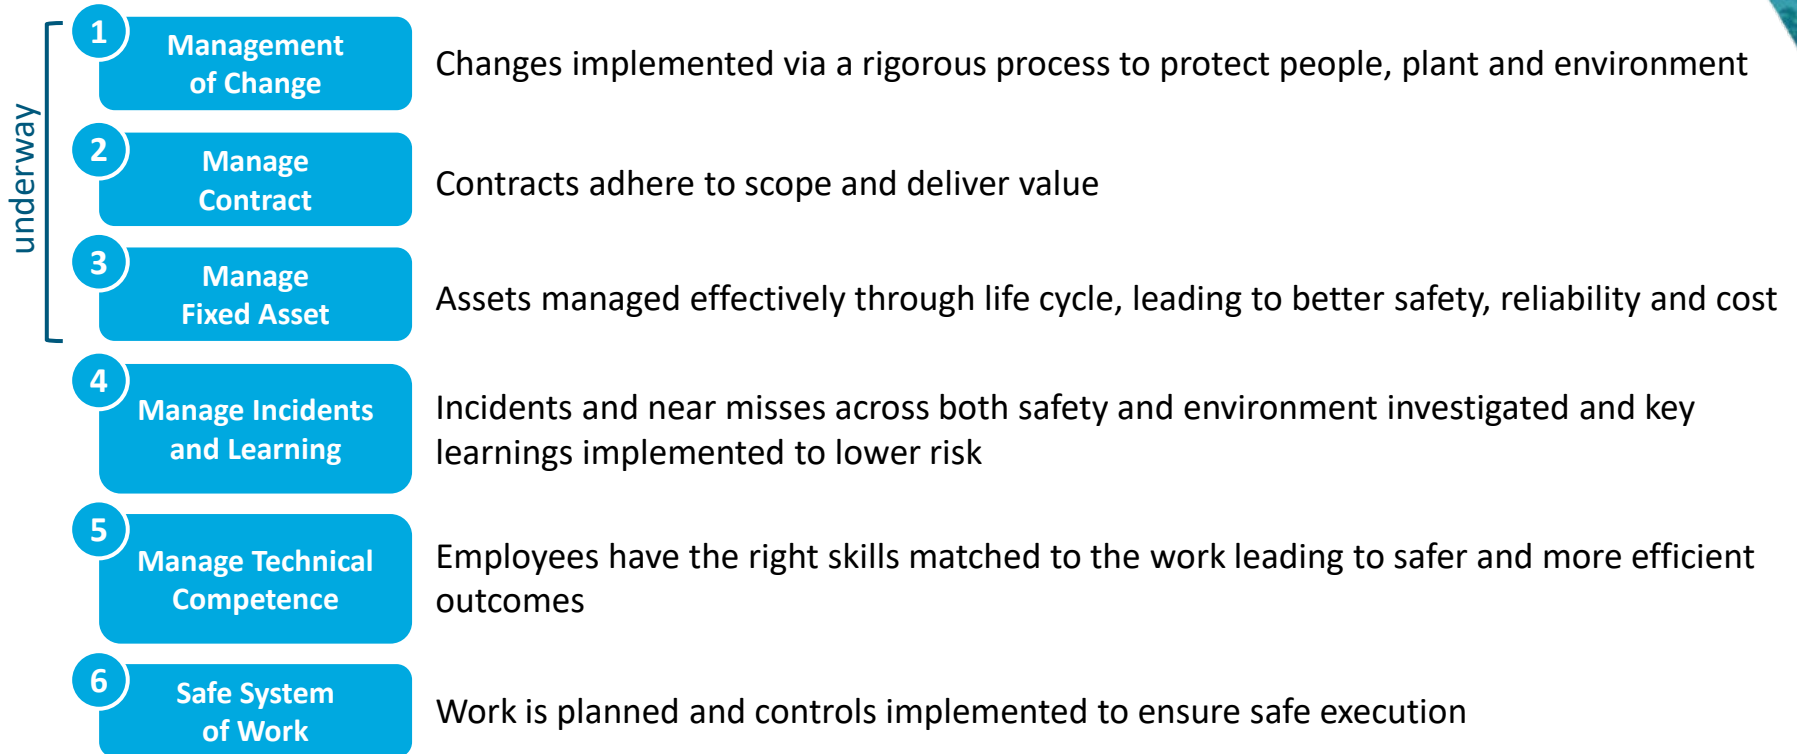 underway
1
Management
of Change
Changes implemented via a rigorous process to protect people, plant and environment
2
Manage
Contract
Contracts adhere to scope and deliver value
3
Manage
Fixed Asset
Assets managed effectively through life cycle, leading to better safety, reliability and cost
4
Manage Incidents
and Learning
Incidents and near misses across both safety and environment investigated and key
learnings implemented to lower risk
5
Manage Technical
Competence
Employees have the right skills matched to the work leading to safer and more efficient
outcomes
6
Safe System
of Work
Work is planned and controls implemented to ensure safe execution